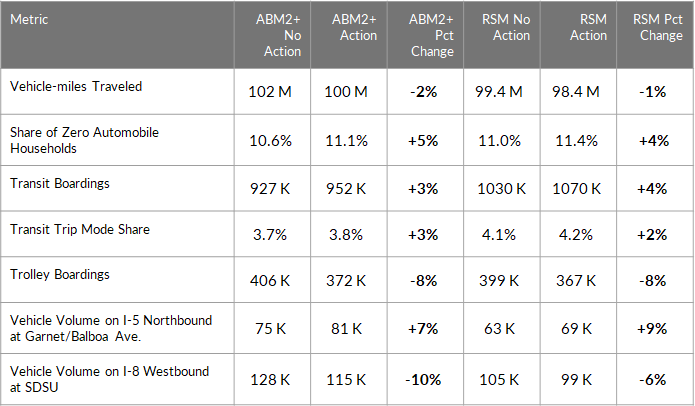 Metric ABM2+ No Action ABM2+ Action ABM2+ Pct Change RSM No Action RSM Action RSM Pct Change
Vehicle-miles Traveled 102 M 100 M -2% 99.4 M 98.4 M -1%
Share of Zero Automobile Households 10.6% 11.1% +5% 11.0% 11.4% +4%
Transit Boardings 927 K 952 K +3% 1030 K 1070 K +4%
Transit Trip Mode Share 3.7% 3.8% +3% 4.1% 4.2% +2%
Trolley Boardings 406 K 372 K -8% 399 K 367 K -8%
Vehicle Volume on I-5 Northbound at Garnet/Balboa Ave. 75 K 81 K +7% 63 K 69 K +9%
Vehicle Volume on I-8 Westbound at SDSU 128 K 115 K -10% 105 K 99 K -6%